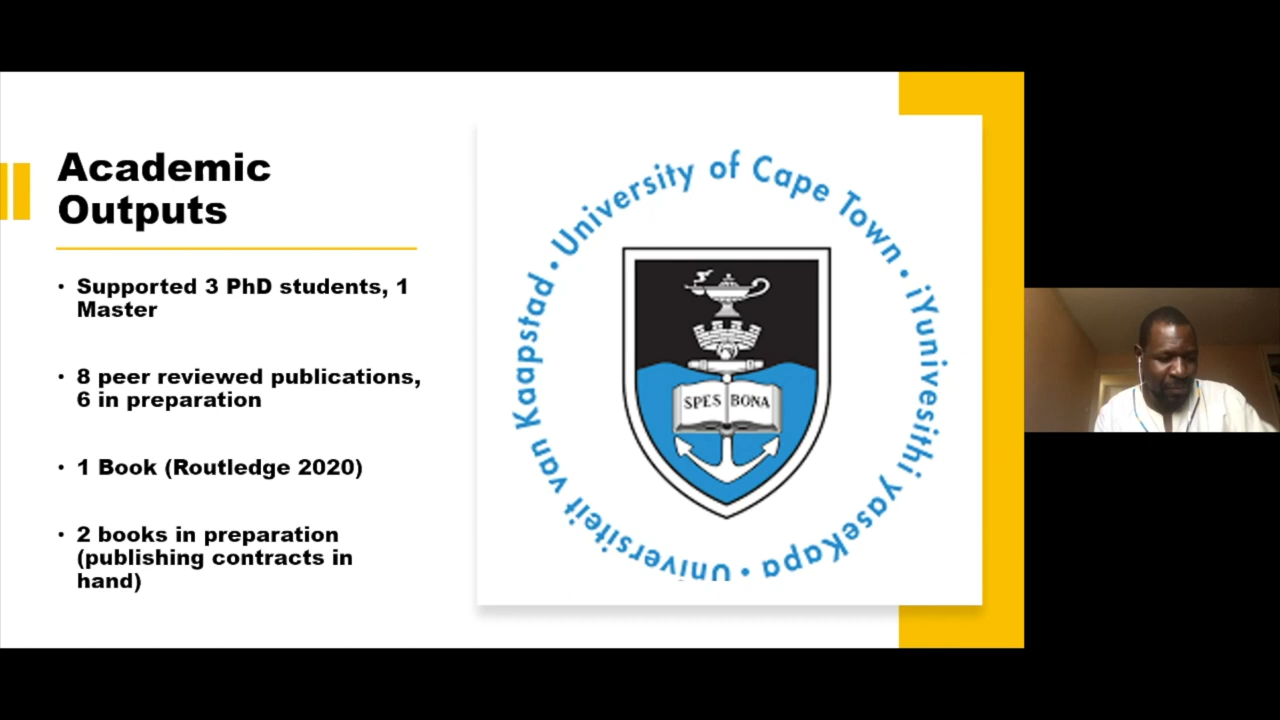 Academic
Outputs
• Supported 3 PhD students, 1
Master
• 8 peer reviewed publications,
6 in preparation
• 1 Book (Routledge 2020)
• 2 books in preparation
(publishing contracts in
hand)
University of Cape Town • iYunivesithi yaseKapa • Universiteit van Kaapstad •
SPES BONA